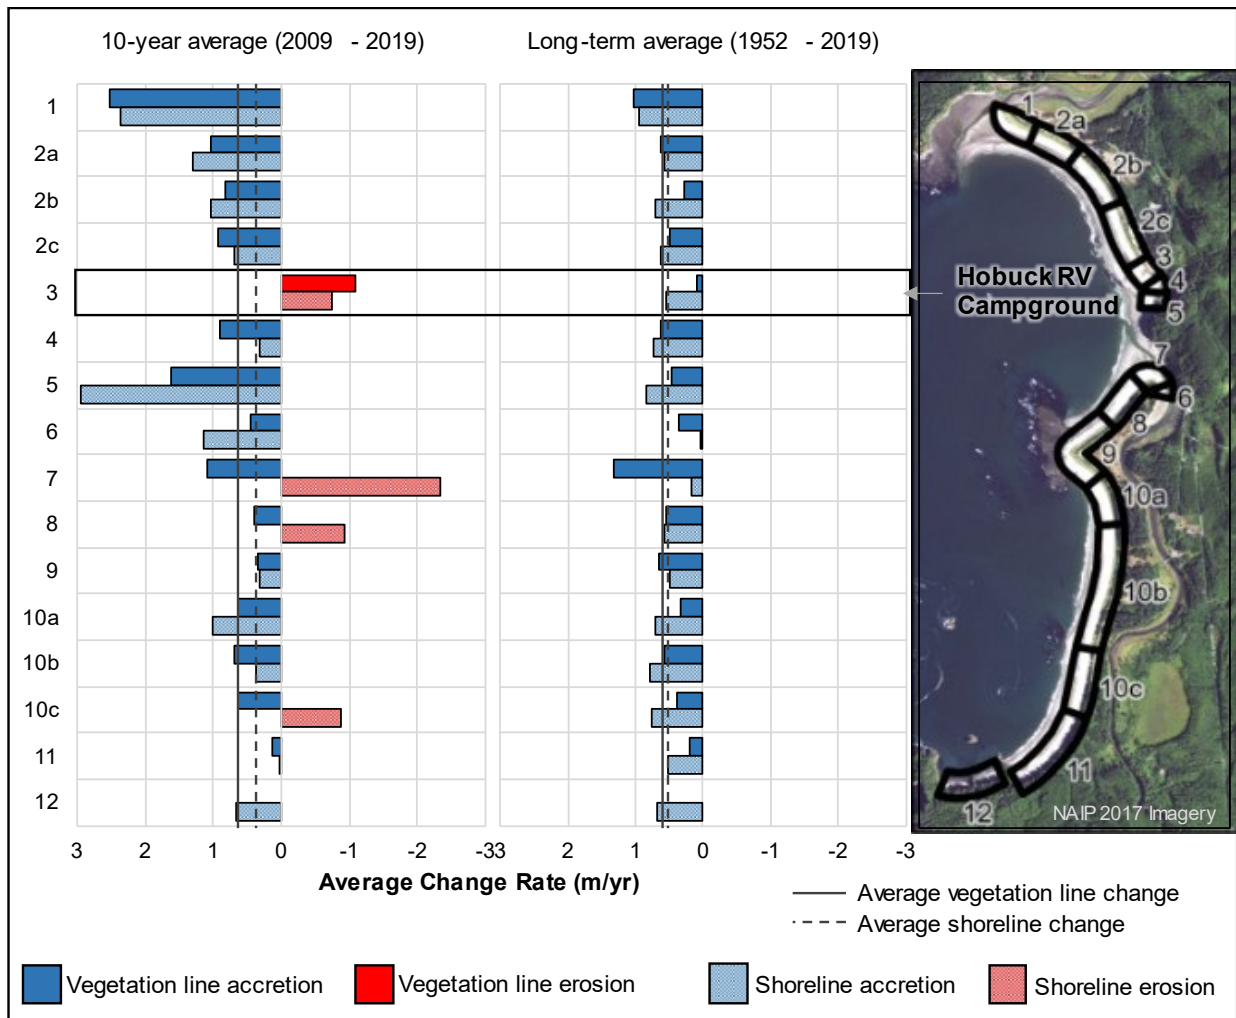 10-year average (2009 - 2019)
Long-term average (1952 - 2019)
1
2a
2b
2c
3
4
5
6
7
8
9
10a
10b
10c
11
12
3 2 1 0 -1 -2 -3
3 2 1 0 -1 -2 -3
Average Change Rate (m/yr)
1
2a
2b
2c
3
4
5
Hobuck RV
Campground
7
6
8
9
10a
10b
10c
11
12
NAIP 2017 Imagery
Average vegetation line change
Average shoreline change
Vegetation line accretion
Vegetation line erosion
Shoreline accretion
Shoreline erosion